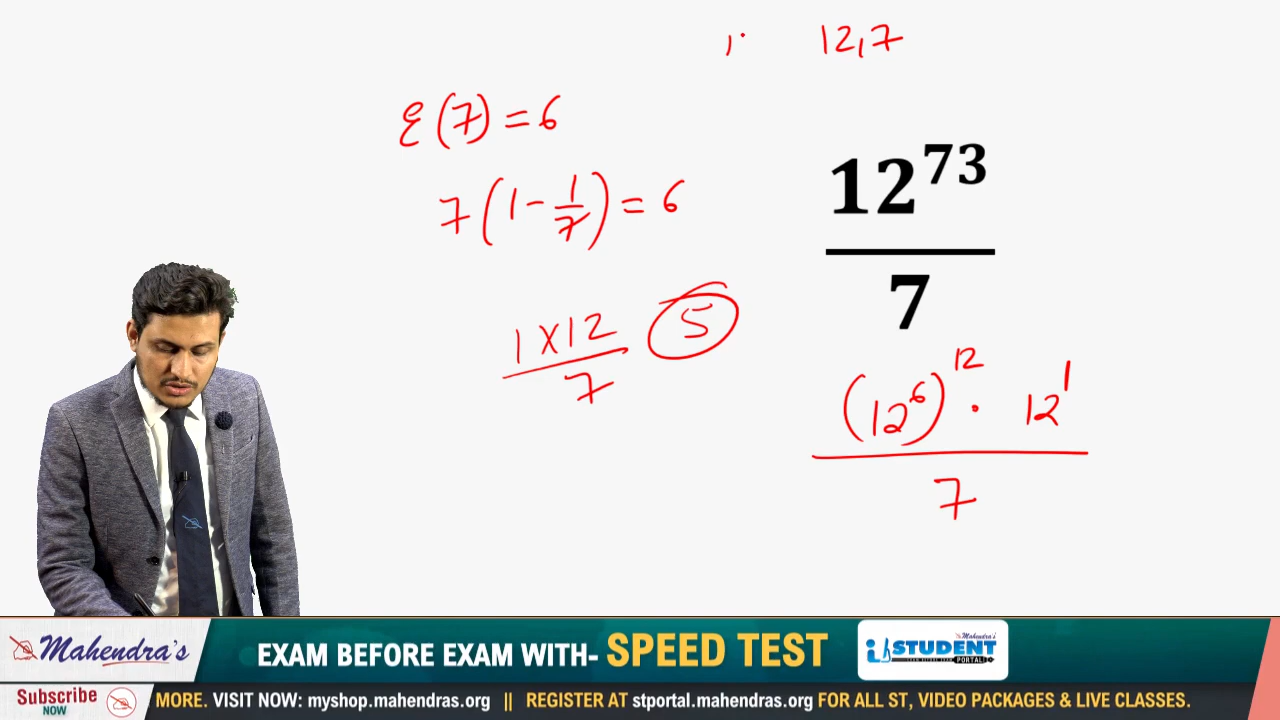 12,7
ε(7)=6
7(1-1/7)=6
12^73
7
1×12
7
5
(12^6)^12 · 12^1
7
Mahendra's
EXAM BEFORE EXAM WITH- SPEED TEST
Mahendra's
STUDENT
PORTAL
Subscribe
NOW
MORE. VISIT NOW: myshop.mahendras.org || REGISTER AT stportal.mahendras.org FOR ALL ST, VIDEO PACKAGES & LIVE CLASSES.